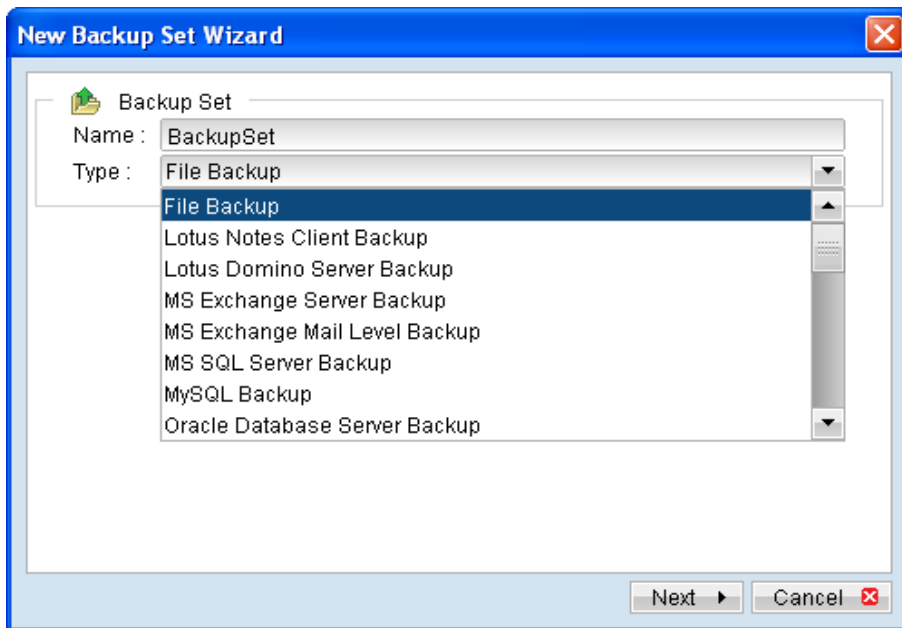 New Backup Set Wizard
Backup Set
Name : BackupSet
Type : File Backup
File Backup
Lotus Notes Client Backup
Lotus Domino Server Backup
MS Exchange Server Backup
MS Exchange Mail Level Backup
MS SQL Server Backup
MySQL Backup
Oracle Database Server Backup
Next Cancel